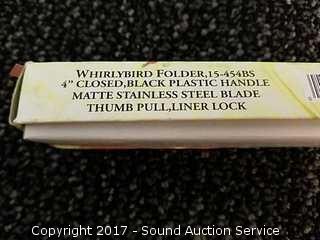 WHIRLYBIRD FOLDER,15-454BS
4" CLOSED,BLACK PLASTIC HANDLE
MATTE STAINLESS STEEL BLADE
THUMB PULL,LINER LOCK
Copyright 2017 - Sound Auction Service